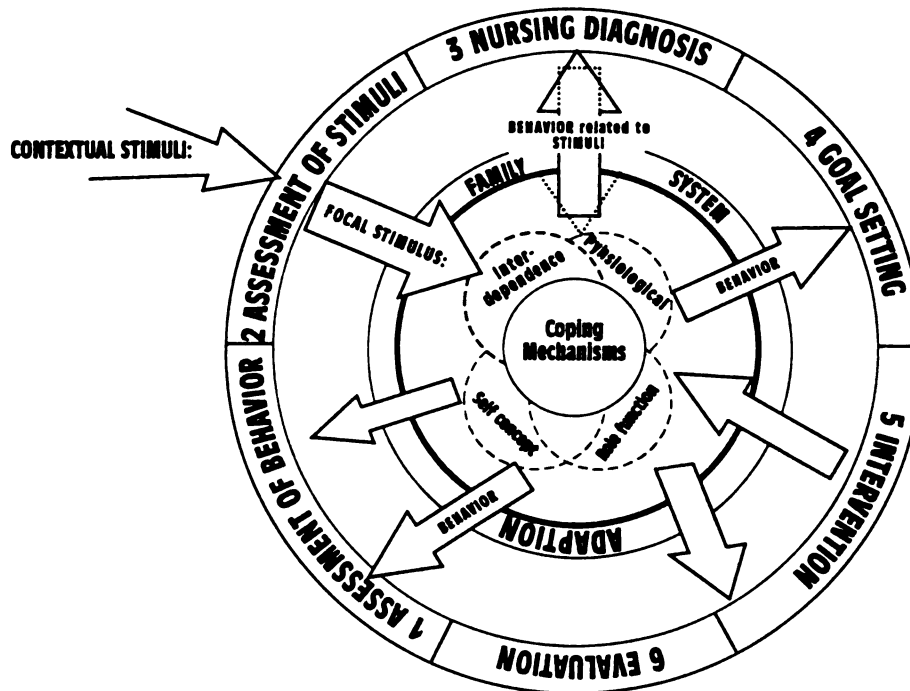 3 NURSING DIAGNOSIS
CONTEXTUAL STIMULI:
2 ASSESSMENT OF STIMULI
4 GOAL SETTING
BEHAVIOR related to
STIMULI
FAMILY
SYSTEM
FOCAL STIMULUS:
Inter-
dependence
Pyhsiological
BEHAVIOR
Coping
Mechanisms
Self concept
Role function
BEHAVIOR
ADAPTION
1 ASSESSMENT OF BEHAVIOR
5 INTERVENTION
6 EVALUATION